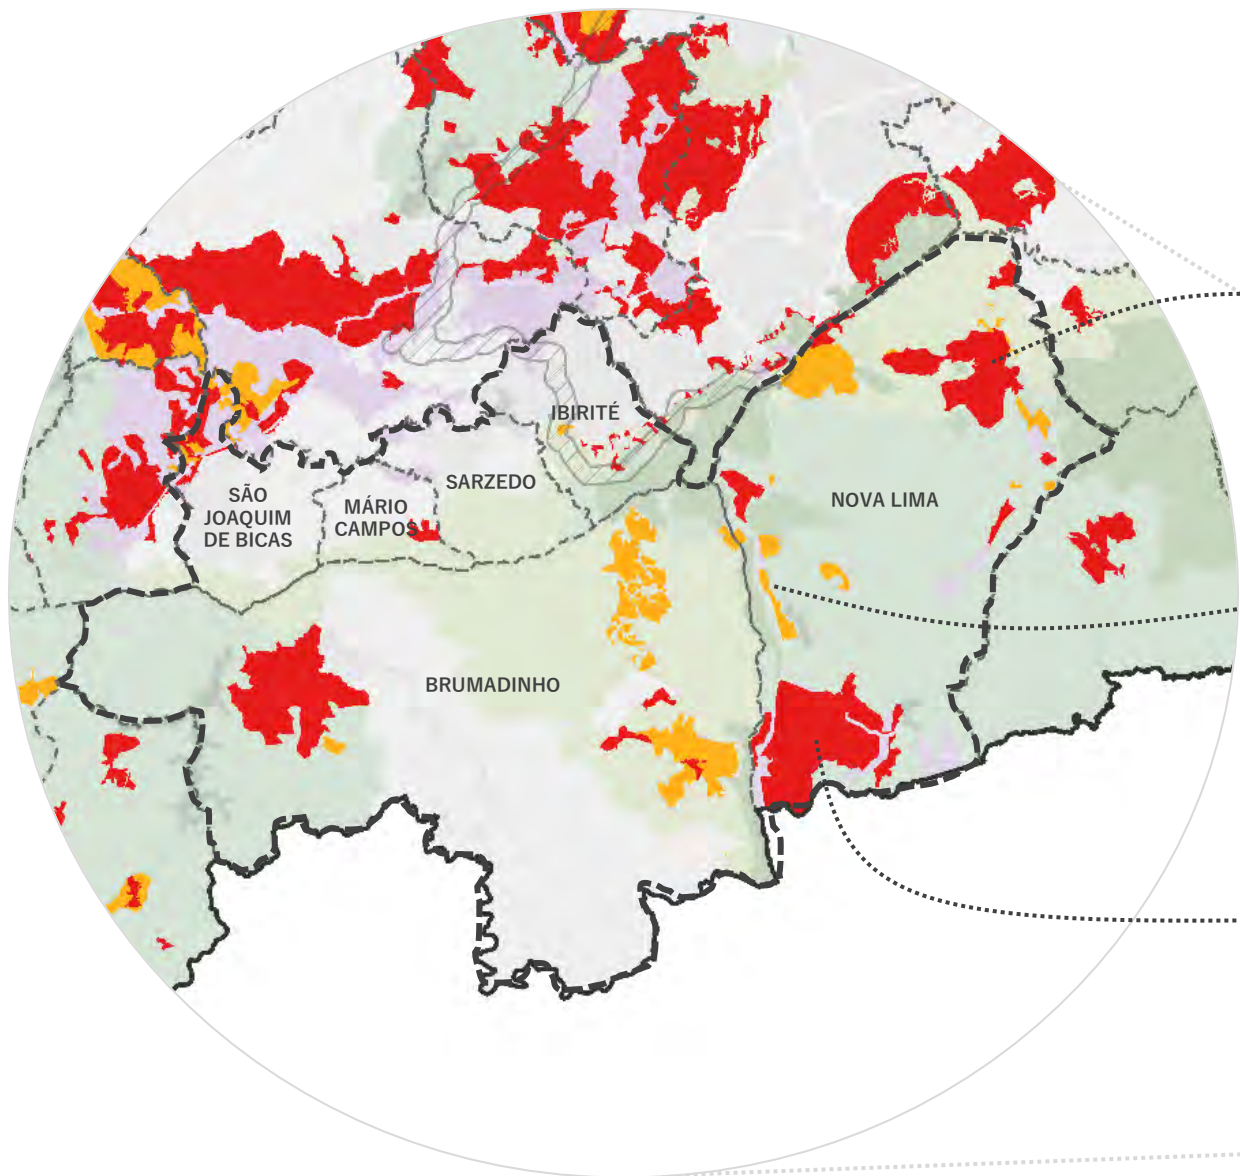 IBIRITÉ
SARZEDO
SÃO
JOAQUIM
DE BICAS
MÁRIO
CAMPOS
NOVA LIMA
BRUMADINHO